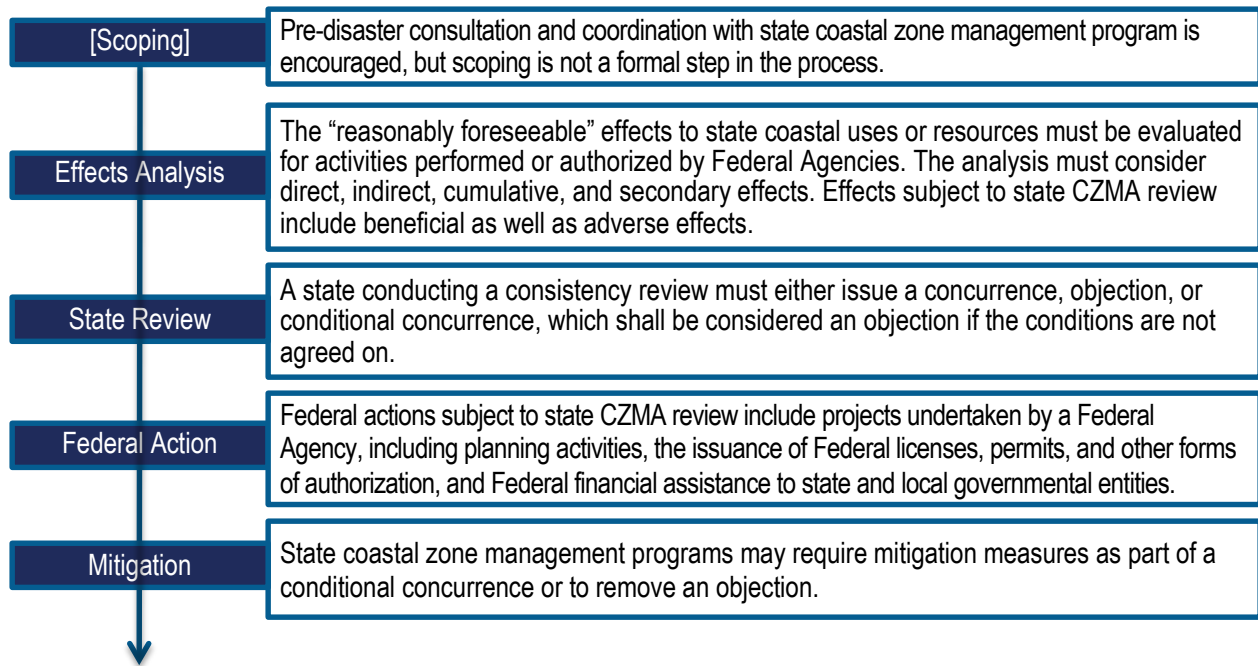 [Scoping]
Pre-disaster consultation and coordination with state coastal zone management program is
encouraged, but scoping is not a formal step in the process.
Effects Analysis
The “reasonably foreseeable” effects to state coastal uses or resources must be evaluated
for activities performed or authorized by Federal Agencies. The analysis must consider
direct, indirect, cumulative, and secondary effects. Effects subject to state CZMA review
include beneficial as well as adverse effects.
State Review
A state conducting a consistency review must either issue a concurrence, objection, or
conditional concurrence, which shall be considered an objection if the conditions are not
agreed on.
Federal Action
Federal actions subject to state CZMA review include projects undertaken by a Federal
Agency, including planning activities, the issuance of Federal licenses, permits, and other forms
of authorization, and Federal financial assistance to state and local governmental entities.
Mitigation
State coastal zone management programs may require mitigation measures as part of a
conditional concurrence or to remove an objection.